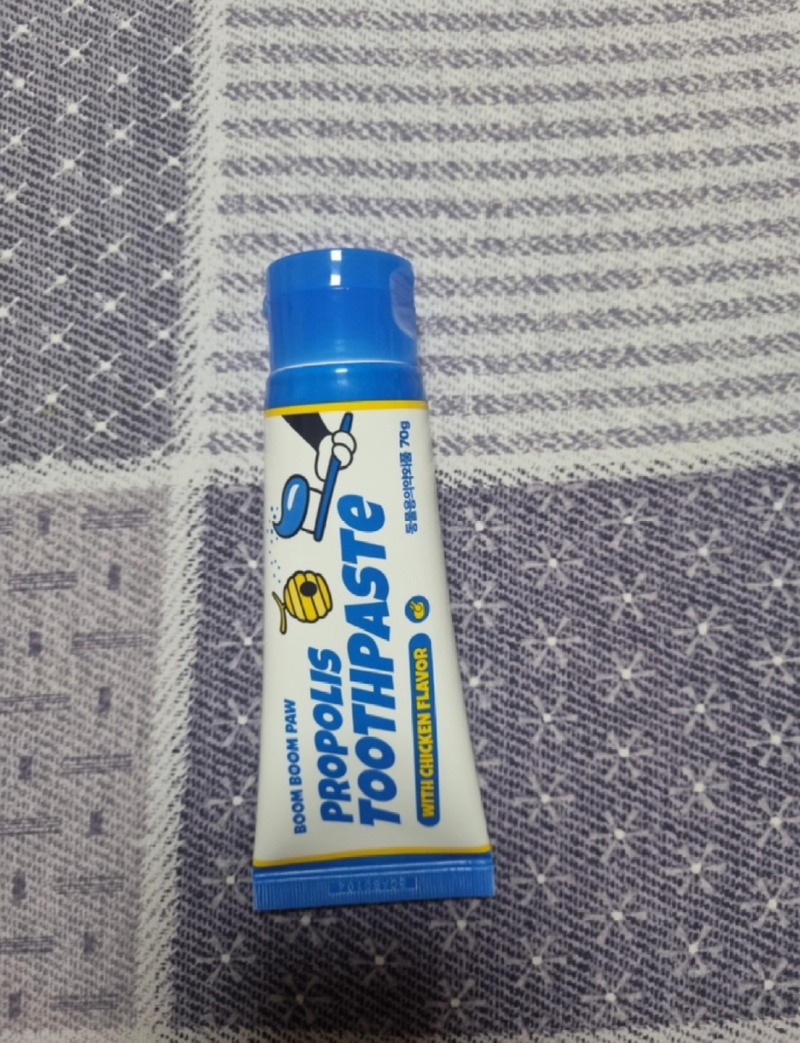 BOOM BOOM PAW
PROPOLIS
TOOTHPASTe
WITH CHICKEN FLAVOR
동물용의약외품 70g